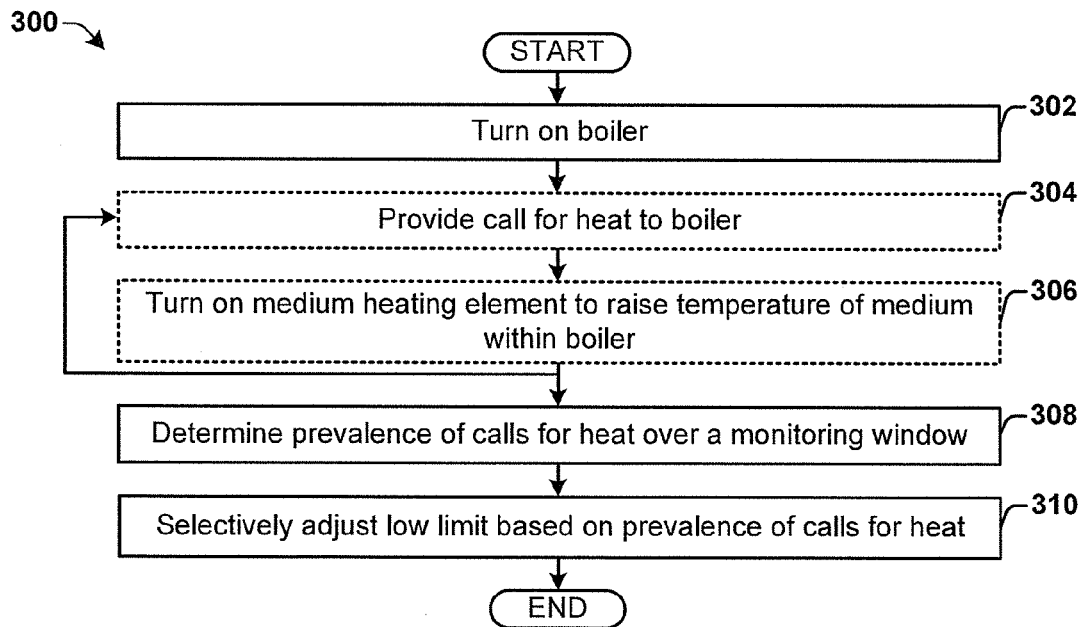 300
START
302
Turn on boiler
304
Provide call for heat to boiler
306
Turn on medium heating element to raise temperature of medium
within boiler
308
Determine prevalence of calls for heat over a monitoring window
310
Selectively adjust low limit based on prevalence of calls for heat
END